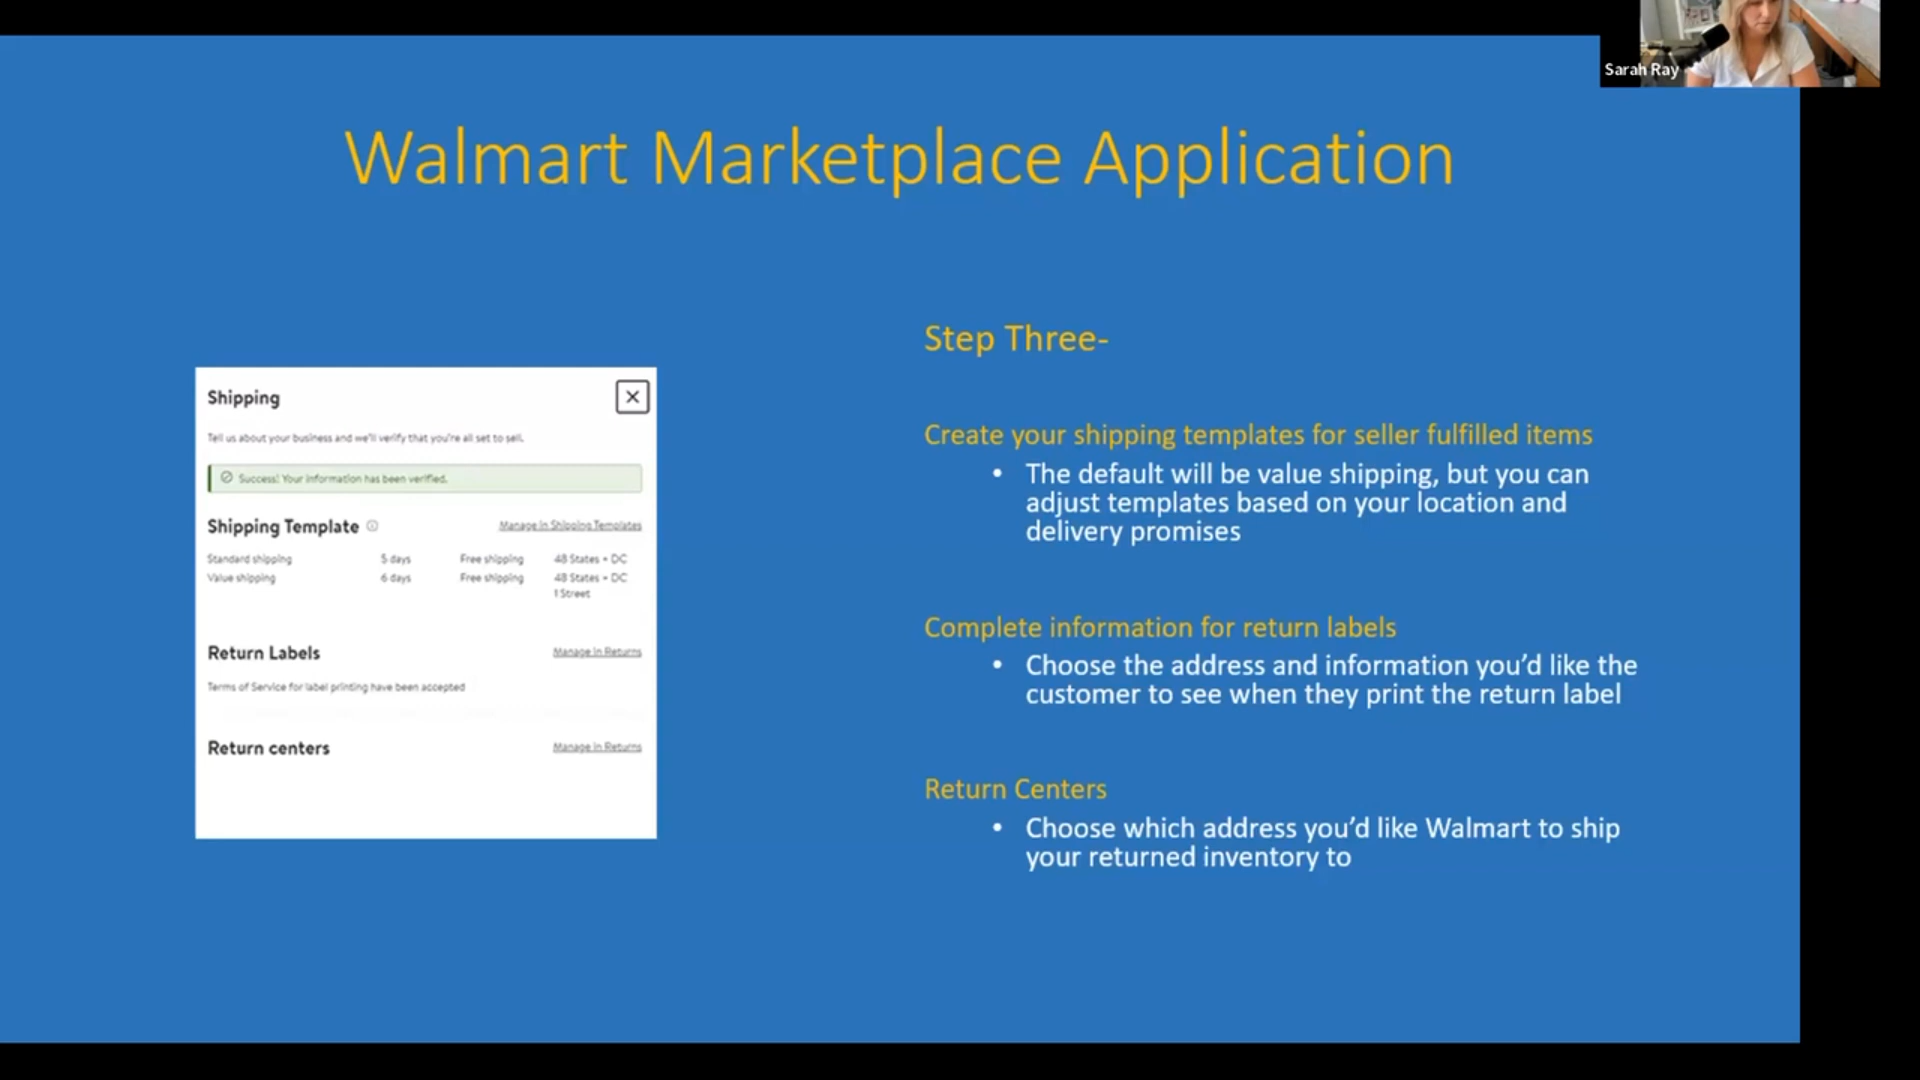 Sarah Ray
Walmart Marketplace Application
Shipping
Tell us about your business and we'll verify that you're all set to sell.
Success! Your information has been verified.
Shipping Template Manage in Shipping Templates
Standard shipping 5 days Free shipping 48 States + DC
Value shipping 6 days Free shipping 48 States + DC
1 Street
Return Labels Manage in Returns
Terms of Service for label printing have been accepted
Return centers Manage in Returns
Step Three-
Create your shipping templates for seller fulfilled items
• The default will be value shipping, but you can
adjust templates based on your location and
delivery promises
Complete information for return labels
• Choose the address and information you’d like the
customer to see when they print the return label
Return Centers
• Choose which address you’d like Walmart to ship
your returned inventory to